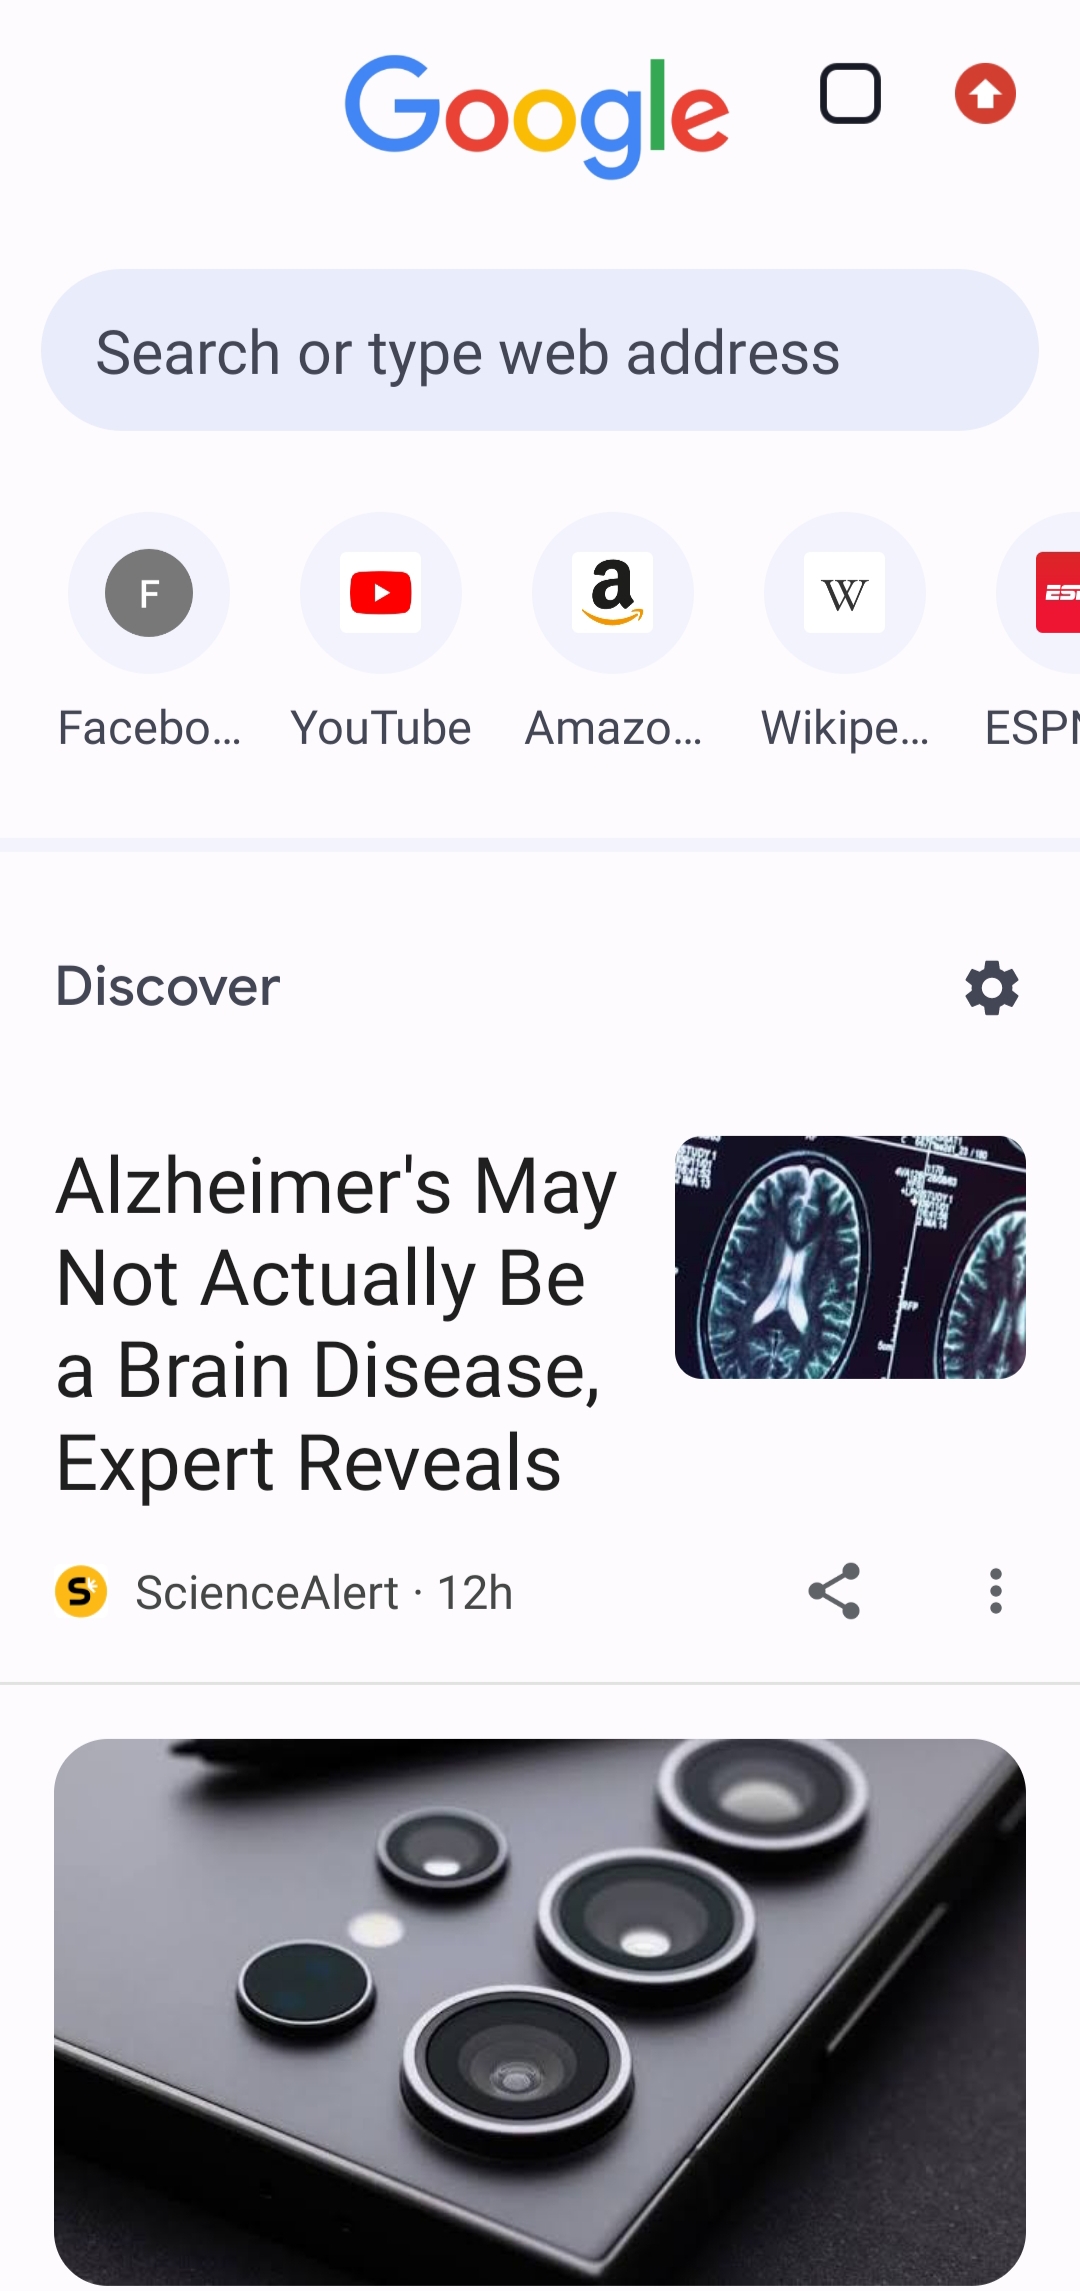 Google
Search or type web address
F
a
W
ESP
Facebo...
YouTube
Amazo...
Wikipe...
ESPN
Discover
Alzheimer's May
Not Actually Be
a Brain Disease,
Expert Reveals
S
ScienceAlert · 12h